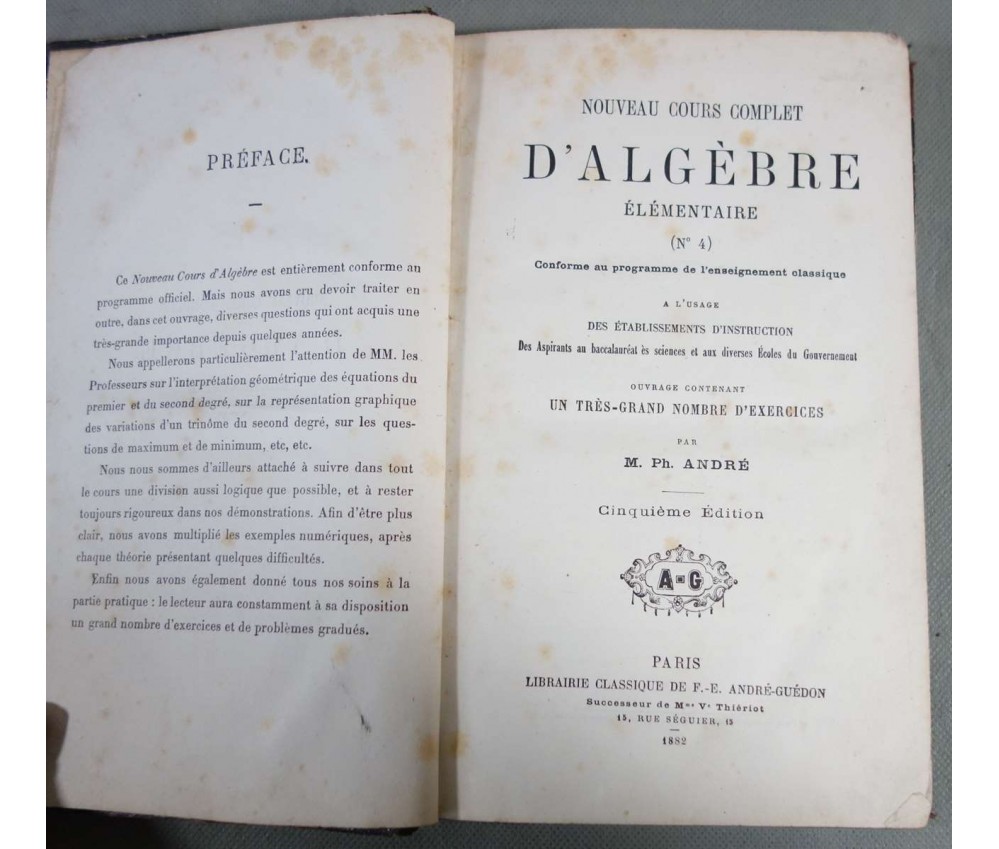 PRÉFACE.
Ce Nouveau Cours d'Algèbre est entièrement conforme au
programme officiel. Mais nous avons cru devoir traiter en
outre, dans cet ouvrage, diverses questions qui ont acquis une
très-grande importance depuis quelques années.
Nous appellerons particulièrement l'attention de MM. les
Professeurs sur l'interprétation géométrique des équations du
premier et du second degré, sur la représentation graphique
des variations d'un trinôme du second degré, sur les ques-
tions de maximum et de minimum, etc, etc.
Nous nous sommes d'ailleurs attaché à suivre dans tout
le cours une division aussi logique que possible, et à rester
toujours rigoureux dans nos démonstrations. Afin d'être plus
clair, nous avons multiplié les exemples numériques, après
chaque théorie présentant quelques difficultés.
Enfin nous avons également donné tous nos soins à la
partie pratique : le lecteur aura constamment à sa disposition
un grand nombre d'exercices et de problèmes gradués.
NOUVEAU COURS COMPLET
D'ALGÈBRE
ÉLÉMENTAIRE
(N° 4)
Conforme au programme de l'enseignement classique
A L'USAGE
DES ÉTABLISSEMENTS D'INSTRUCTION
Des Aspirants au baccalauréat ès sciences et aux diverses Écoles du Gouvernement
OUVRAGE CONTENANT
UN TRÈS-GRAND NOMBRE D'EXERCICES
PAR
M. Ph. ANDRÉ
Cinquième Édition
A=G
PARIS
LIBRAIRIE CLASSIQUE DE F.-E. ANDRÉ-GUÉDON
Successeur de Mme Ve Thiériot
15, RUE SÉGUIER, 15
1882